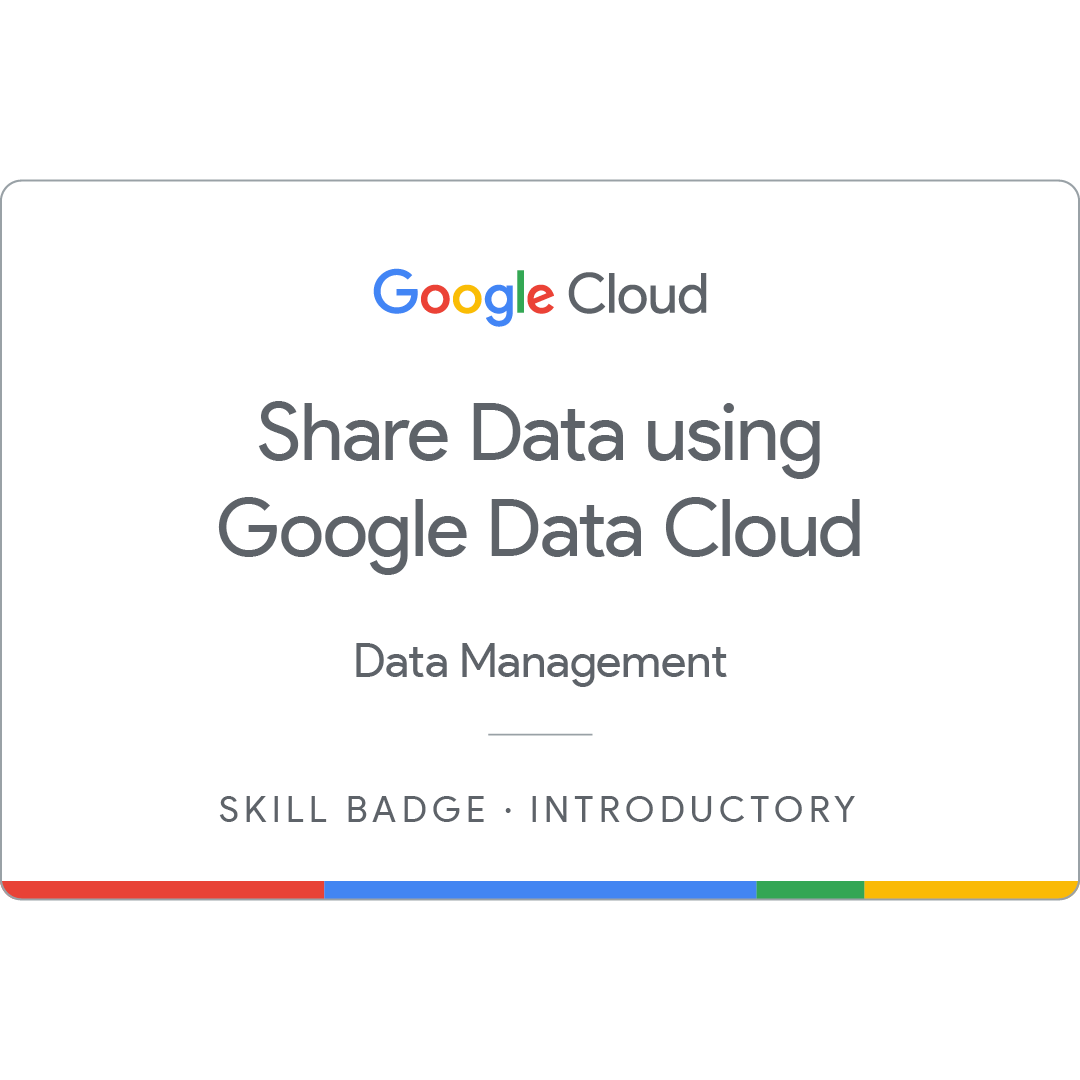 Google Cloud
Share Data using
Google Data Cloud
Data Management
SKILL BADGE · INTRODUCTORY